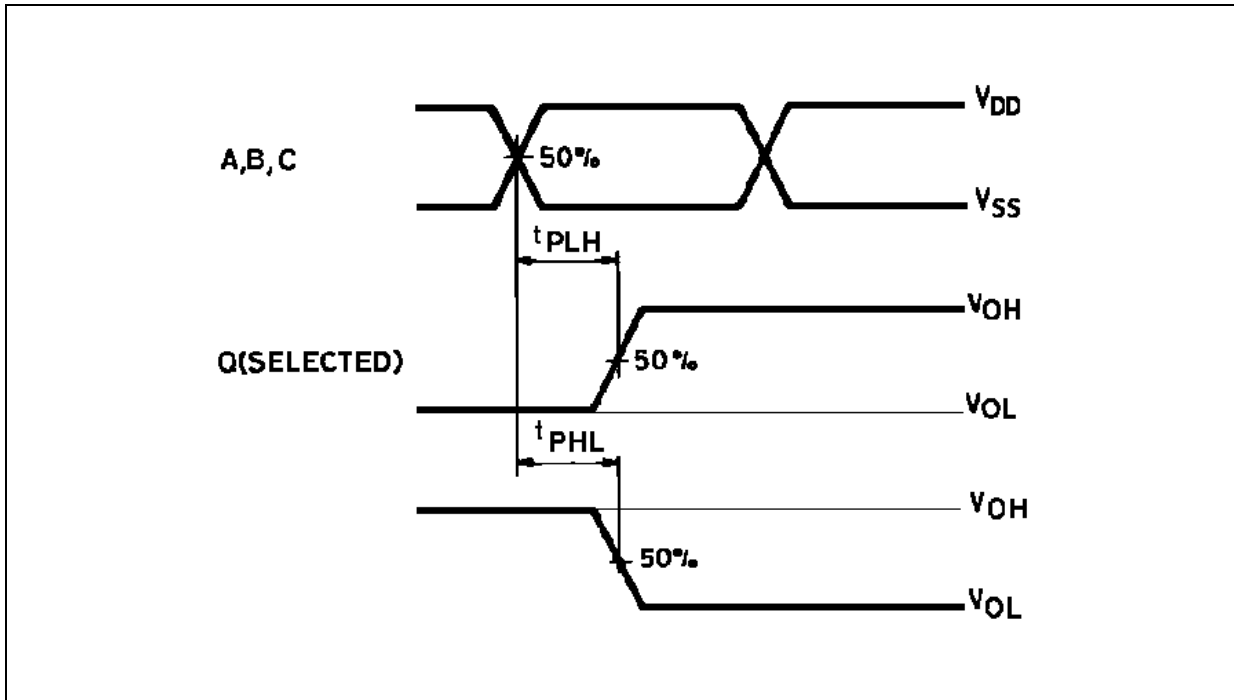 VDD
A,B,C 50%
VSS
tPLH
VOH
Q(SELECTED) 50%
VOL
tPHL
VOH
50%
VOL